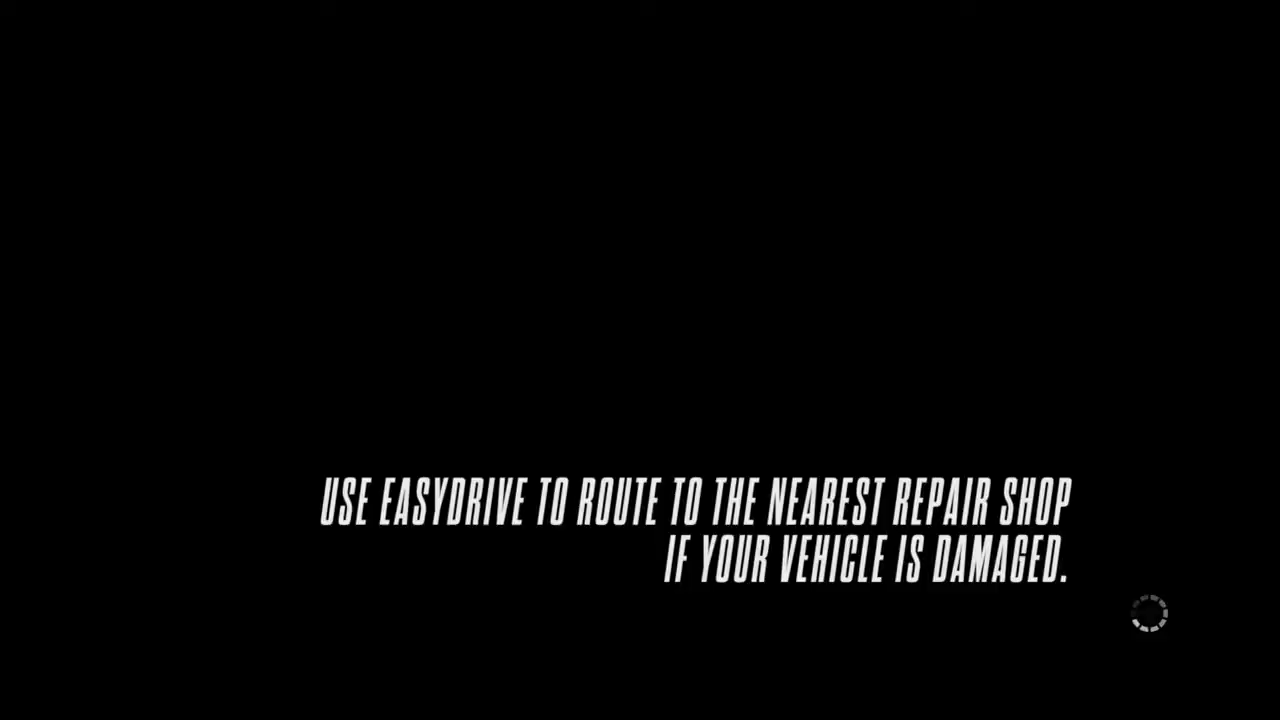 USE EASYDRIVE TO ROUTE TO THE NEAREST REPAIR SHOP
IF YOUR VEHICLE IS DAMAGED.